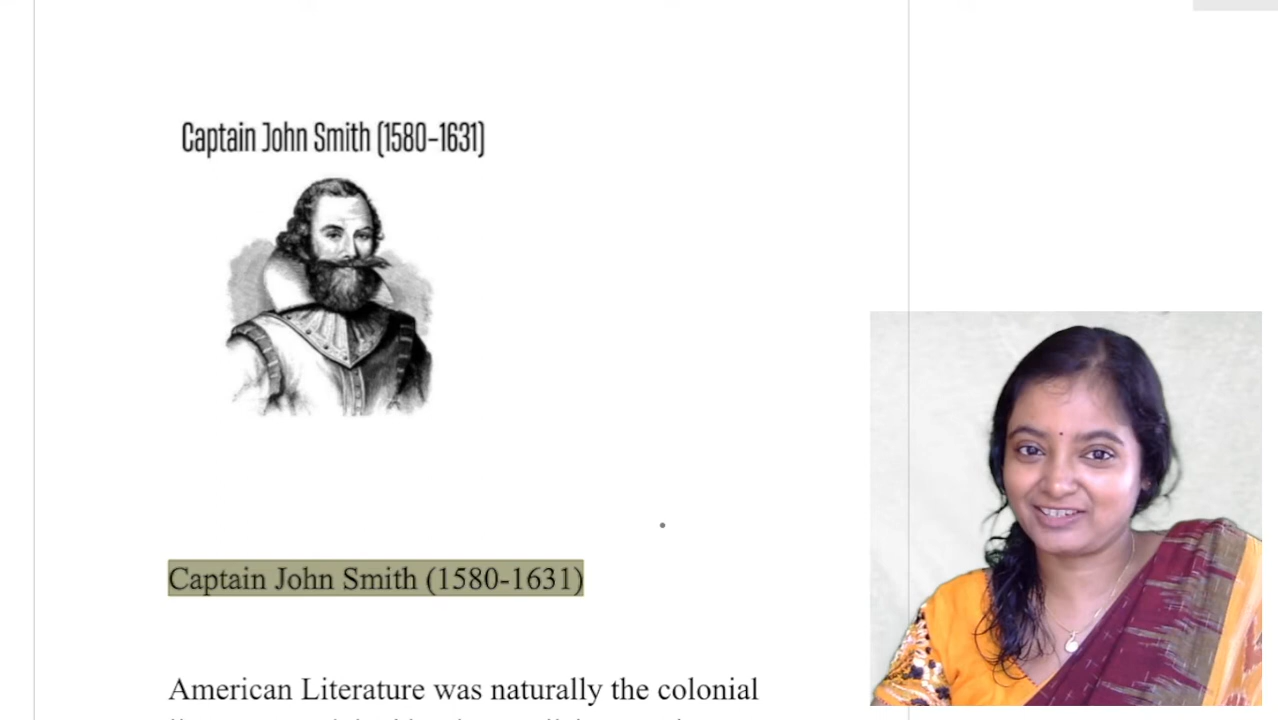 Captain John Smith (1580-1631)
Captain John Smith (1580-1631)
American Literature was naturally the colonial